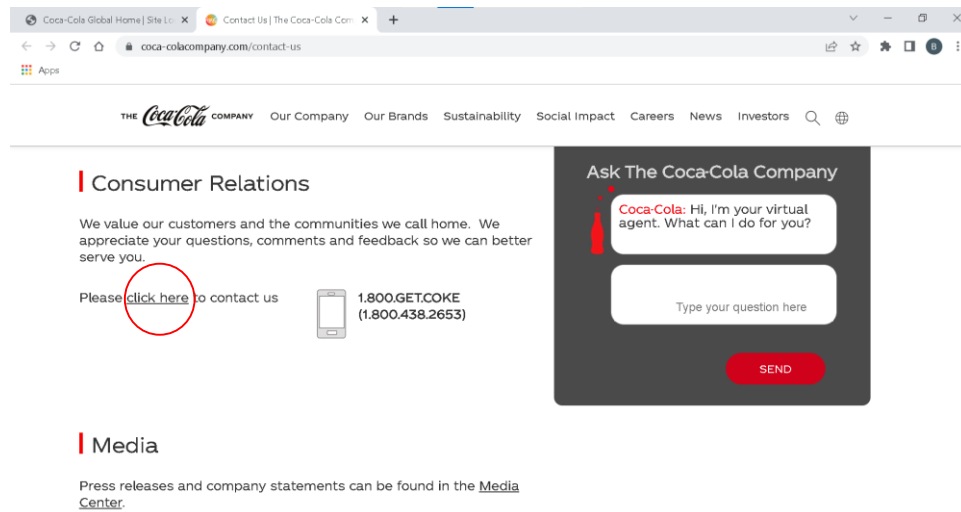 Coca-Cola Global Home | Site Lo
Contact Us | The Coca-Cola Com
coca-colacompany.com/contact-us
B
Apps
THE Coca-Cola COMPANY
Our Company
Our Brands
Sustainability
Social Impact
Careers
News
Investors
Consumer Relations
We value our customers and the communities we call home. We
appreciate your questions, comments and feedback so we can better
serve you.
Please click here to contact us
1.800.GET.COKE
(1.800.438.2653)
Ask The Coca-Cola Company
Coca-Cola: Hi, I'm your virtual
agent. What can I do for you?
Type your question here
SEND
Media
Press releases and company statements can be found in the Media
Center.